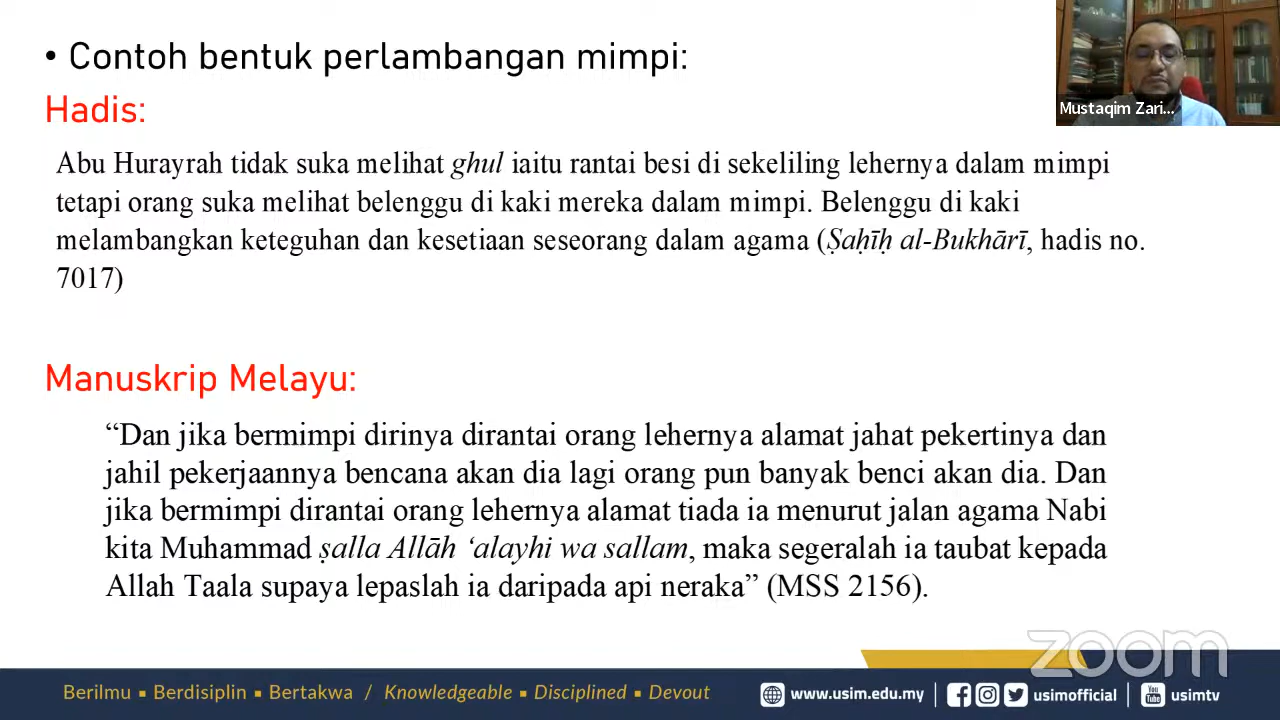 • Contoh bentuk perlambangan mimpi:
Hadis:
Abu Hurayrah tidak suka melihat ghul iaitu rantai besi di sekeliling lehernya dalam mimpi
tetapi orang suka melihat belenggu di kaki mereka dalam mimpi. Belenggu di kaki
melambangkan keteguhan dan kesetiaan seseorang dalam agama (Ṣaḥīḥ al-Bukhārī, hadis no.
7017)
Mustaqim Zari...
Manuskrip Melayu:
“Dan jika bermimpi dirinya dirantai orang lehernya alamat jahat pekertinya dan
jahil pekerjaannya bencana akan dia lagi orang pun banyak benci akan dia. Dan
jika bermimpi dirantai orang lehernya alamat tiada ia menurut jalan agama Nabi
kita Muhammad ṣalla Allāh ‘alayhi wa sallam, maka segeralah ia taubat kepada
Allah Taala supaya lepaslah ia daripada api neraka” (MSS 2156).
zoom
Berilmu ▪ Berdisiplin ▪ Bertakwa / Knowledgeable ▪ Disciplined ▪ Devout
www.usim.edu.my | usimofficial | You Tube usimtv